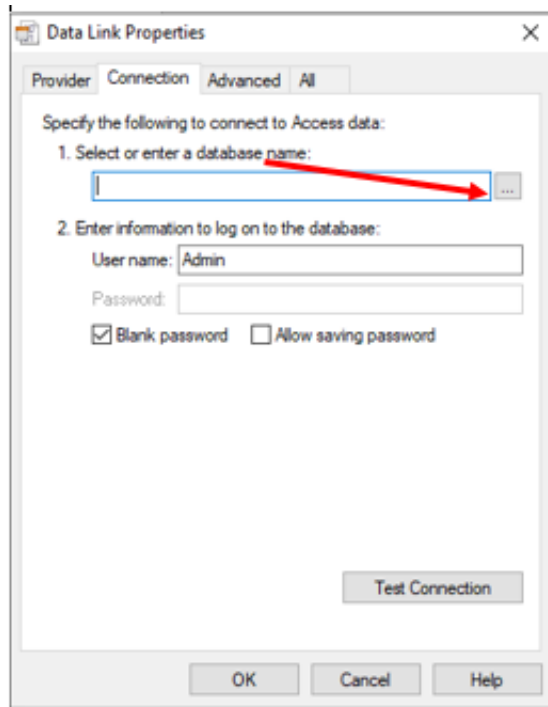 Data Link Properties
Provider Connection Advanced All
Specify the following to connect to Access data:
1. Select or enter a database name:
...
2. Enter information to log on to the database:
User name: Admin
Password:
Blank password Allow saving password
Test Connection
OK Cancel Help